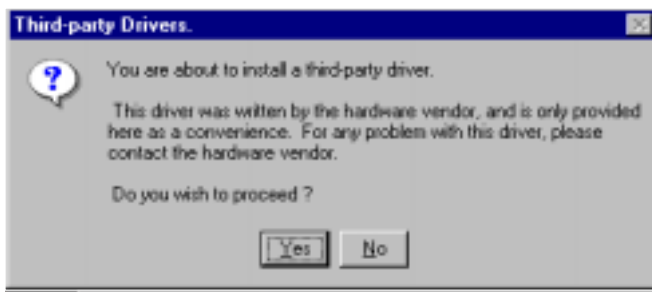 Third-party Drivers.
You are about to install a third-party driver.
This driver was written by the hardware vendor, and is only provided
here as a convenience. For any problem with this driver, please
contact the hardware vendor.
Do you wish to proceed ?
Yes No